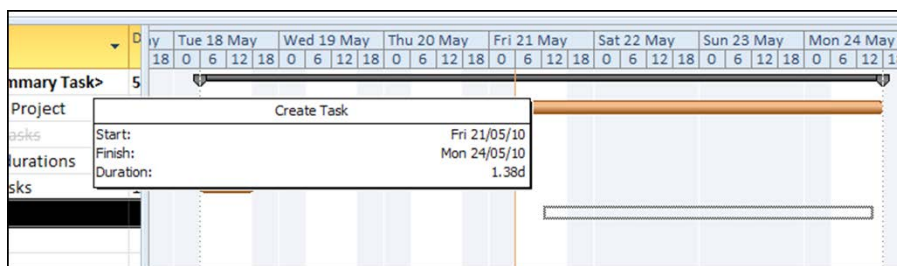 D
Tue 18 May Wed 19 May Thu 20 May Fri 21 May Sat 22 May Sun 23 May Mon 24 May
18 0 6 12 18 0 6 12 18 0 6 12 18 0 6 12 18 0 6 12 18 0 6 12 18 0 6 12
mmary Task> 5
Project
Create Task
asks
Start: Fri 21/05/10
Finish: Mon 24/05/10
durations
Duration: 1.38d
sks